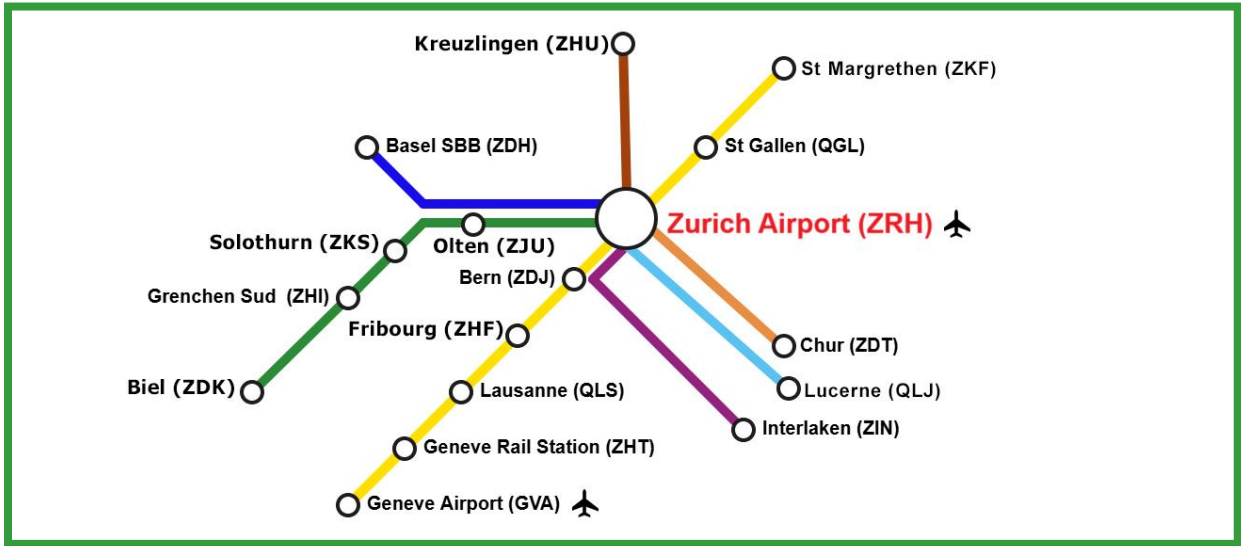 Kreuzlingen (ZHU)
St Margrethen (ZKF)
Basel SBB (ZDH)
St Gallen (QGL)
Zurich Airport (ZRH)
Solothurn (ZKS)
Olten (ZJU)
Bern (ZDJ)
Grenchen Sud (ZHI)
Fribourg (ZHF)
Chur (ZDT)
Biel (ZDK)
Lausanne (QLS)
Lucerne (QLJ)
Interlaken (ZIN)
Geneve Rail Station (ZHT)
Geneve Airport (GVA)